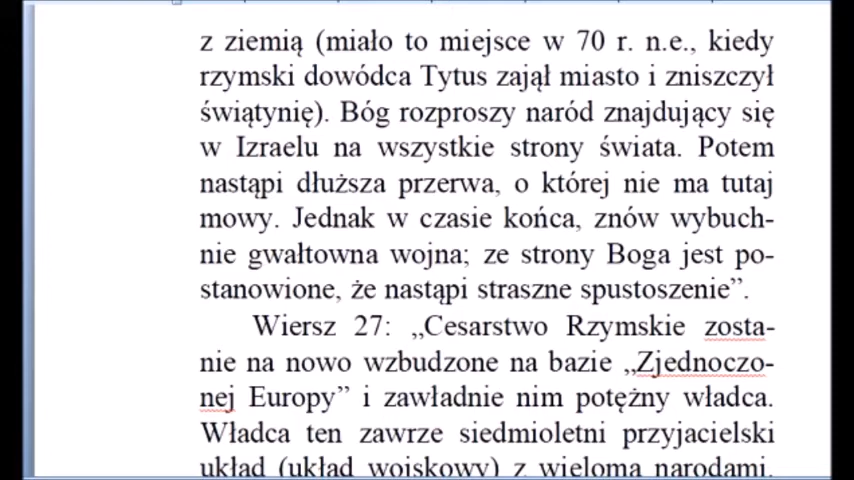 z ziemią (miało to miejsce w 70 r. n.e., kiedy
rzymski dowódca Tytus zajął miasto i zniszczył
świątynię). Bóg rozproszy naród znajdujący się
w Izraelu na wszystkie strony świata. Potem
nastąpi dłuższa przerwa, o której nie ma tutaj
mowy. Jednak w czasie końca, znów wybuch-
nie gwałtowna wojna; ze strony Boga jest po-
stanowione, że nastąpi straszne spustoszenie”.
Wiersz 27: „Cesarstwo Rzymskie zosta-
nie na nowo wzbudzone na bazie „Zjednoczo-
nej Europy” i zawładnie nim potężny władca.
Władca ten zawrze siedmioletni przyjacielski
układ (układ wojskowy) z wieloma narodami.